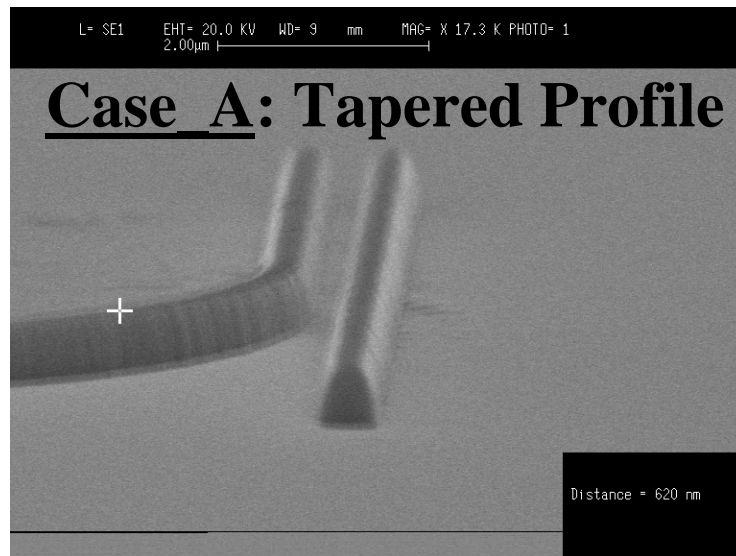 L= SE1 EHT= 20.0 KV WD= 9 mm MAG= X 17.3 K PHOTO= 1
2.00µm
Case_A: Tapered Profile
Distance = 620 nm